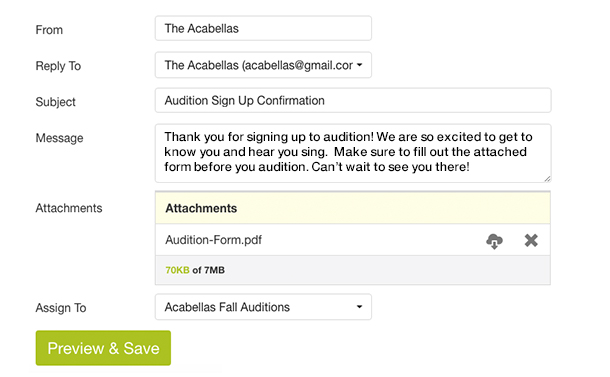 From The Acabellas
Reply To The Acabellas (acabellas@gmail.cor
Subject Audition Sign Up Confirmation
Message Thank you for signing up to audition! We are so excited to get to
know you and hear you sing.  Make sure to fill out the attached
form before you audition. Can't wait to see you there!
Attachments Attachments
Audition-Form.pdf
70KB of 7MB
Assign To Acabellas Fall Auditions
Preview & Save